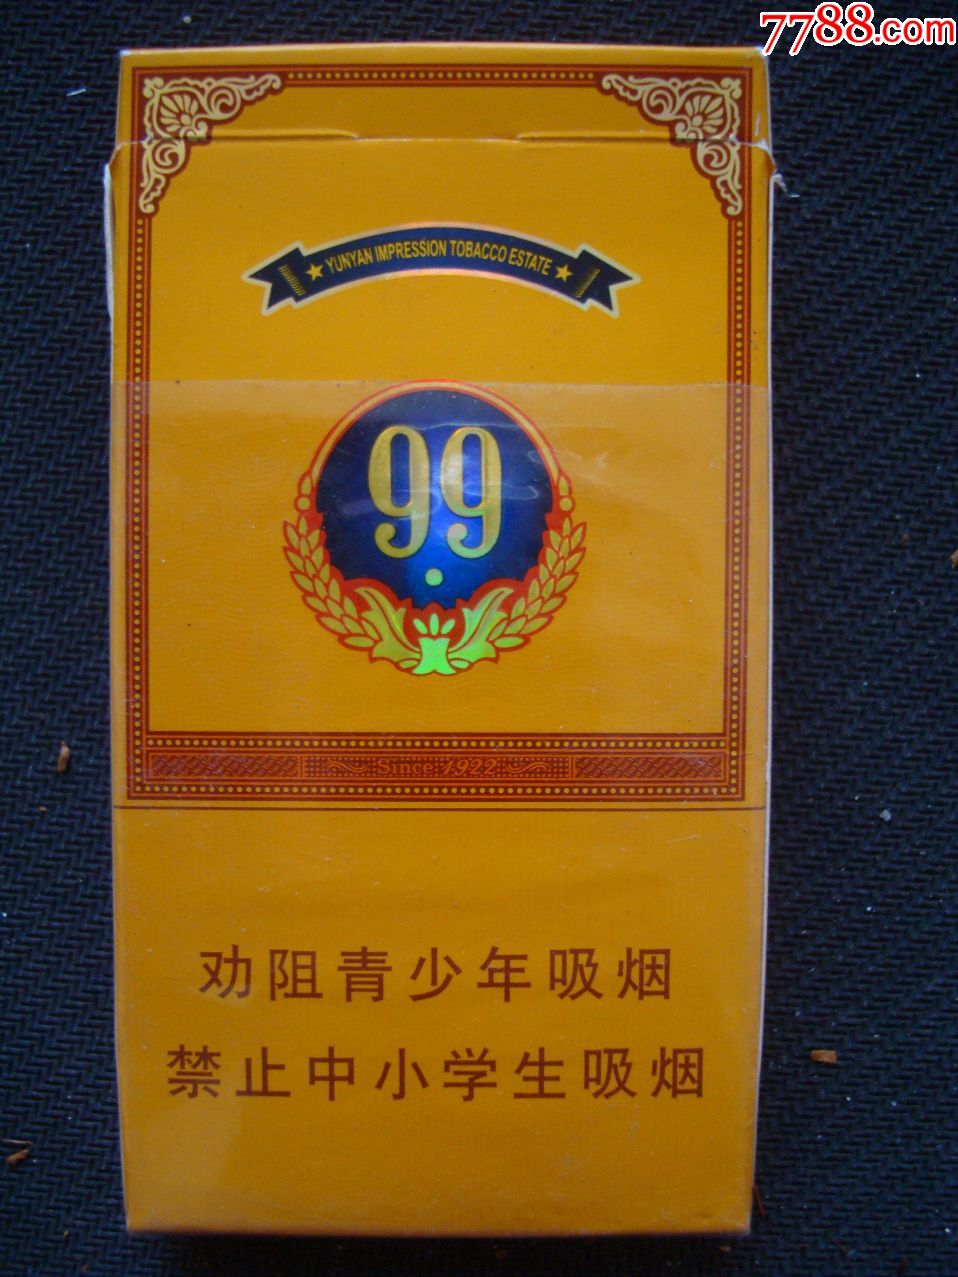 7788.com
★ YUNYAN IMPRESSION TOBACCO ESTATE ★
99
Since 1922
劝阻青少年吸烟
禁止中小学生吸烟